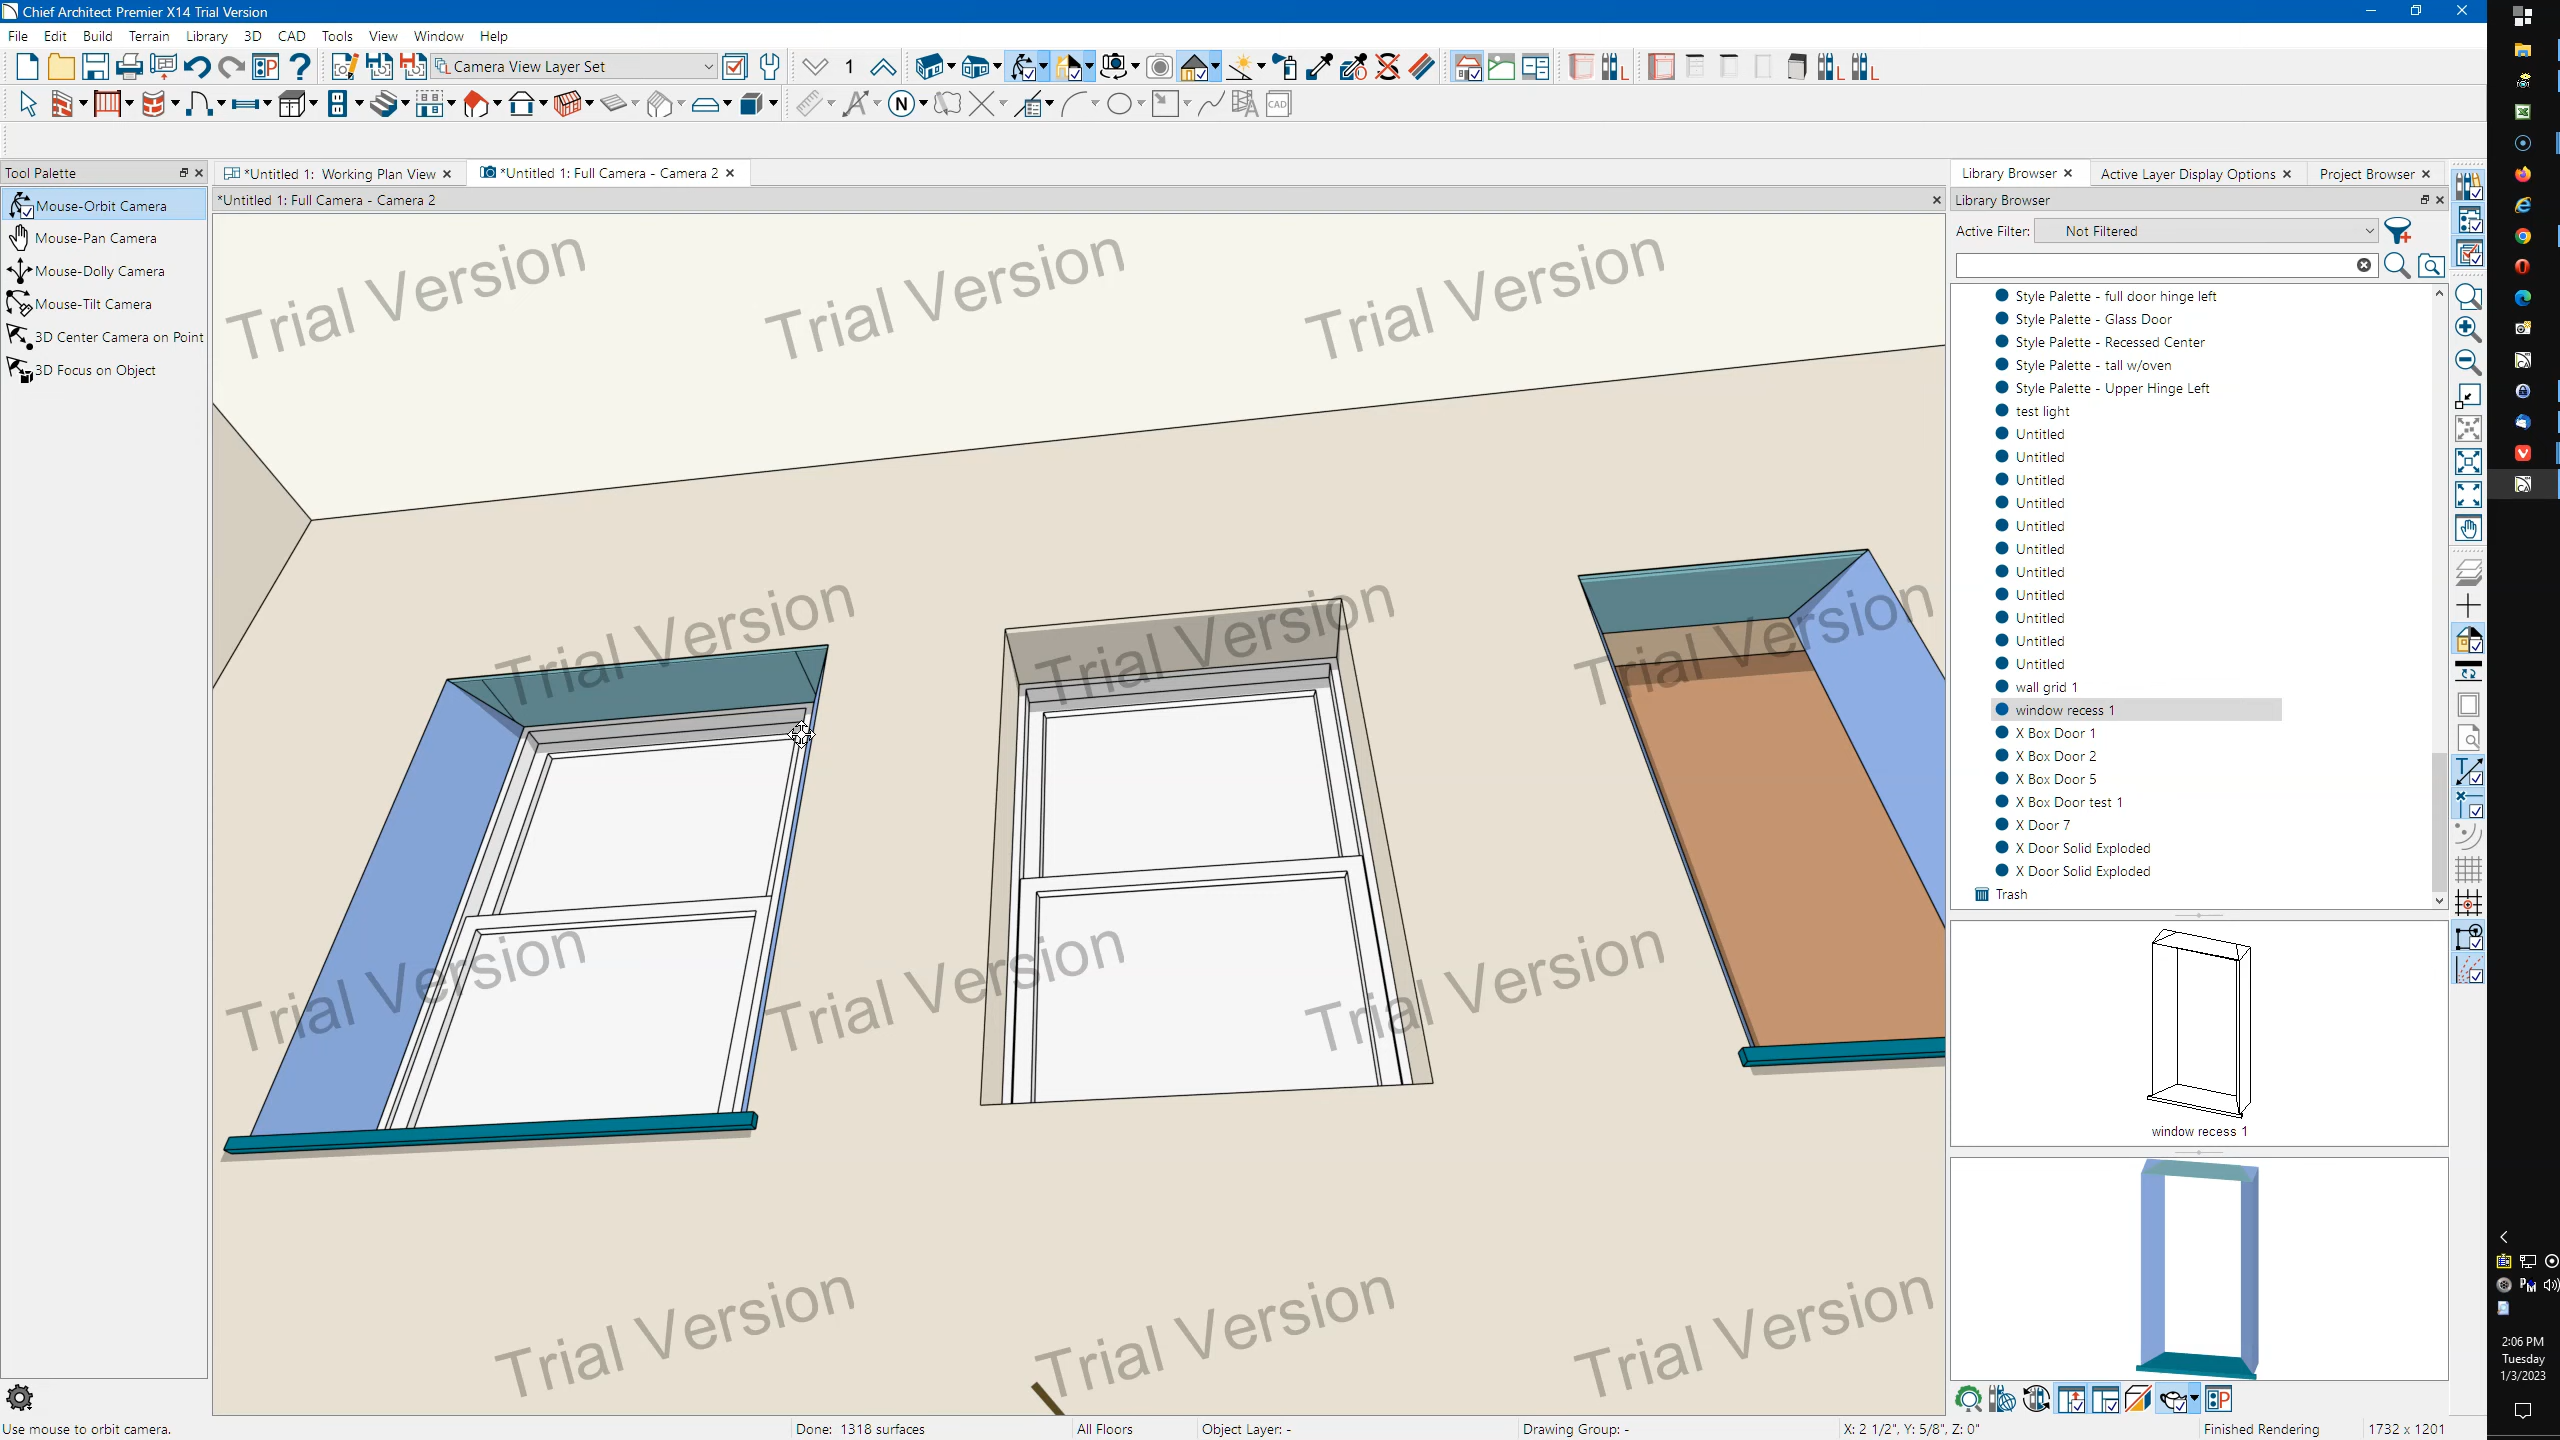 Chief Architect Premier X14 Trial Version
File Edit Build Terrain Library 3D CAD Tools View Window Help
Camera View Layer Set
1
L
L
L
N
A
CAD
Tool Palette
*Untitled 1: Working Plan View
*Untitled 1: Full Camera - Camera 2
Library Browser
Active Layer Display Options
Project Browser
Mouse-Orbit Camera
Mouse-Pan Camera
Mouse-Dolly Camera
Mouse-Tilt Camera
3D Center Camera on Point
3D Focus on Object
*Untitled 1: Full Camera - Camera 2
Trial Version
Trial Version
Trial Version
Trial Version
Trial Version
Trial Version
Trial Version
Trial Version
Trial Version
Trial Version
Trial Version
Trial Version
Library Browser
Active Filter: Not Filtered
Style Palette - full door hinge left
Style Palette - Glass Door
Style Palette - Recessed Center
Style Palette - tall w/oven
Style Palette - Upper Hinge Left
test light
Untitled
Untitled
Untitled
Untitled
Untitled
Untitled
Untitled
Untitled
Untitled
Untitled
Untitled
wall grid 1
window recess 1
X Box Door 1
X Box Door 2
X Box Door 5
X Box Door test 1
X Door 7
X Door Solid Exploded
X Door Solid Exploded
Trash
window recess 1
2:06 PM
Tuesday
1/3/2023
Use mouse to orbit camera.
Done: 1318 surfaces
All Floors
Object Layer: -
Drawing Group: -
X: 2 1/2", Y: 5/8", Z: 0"
Finished Rendering
1732 x 1201